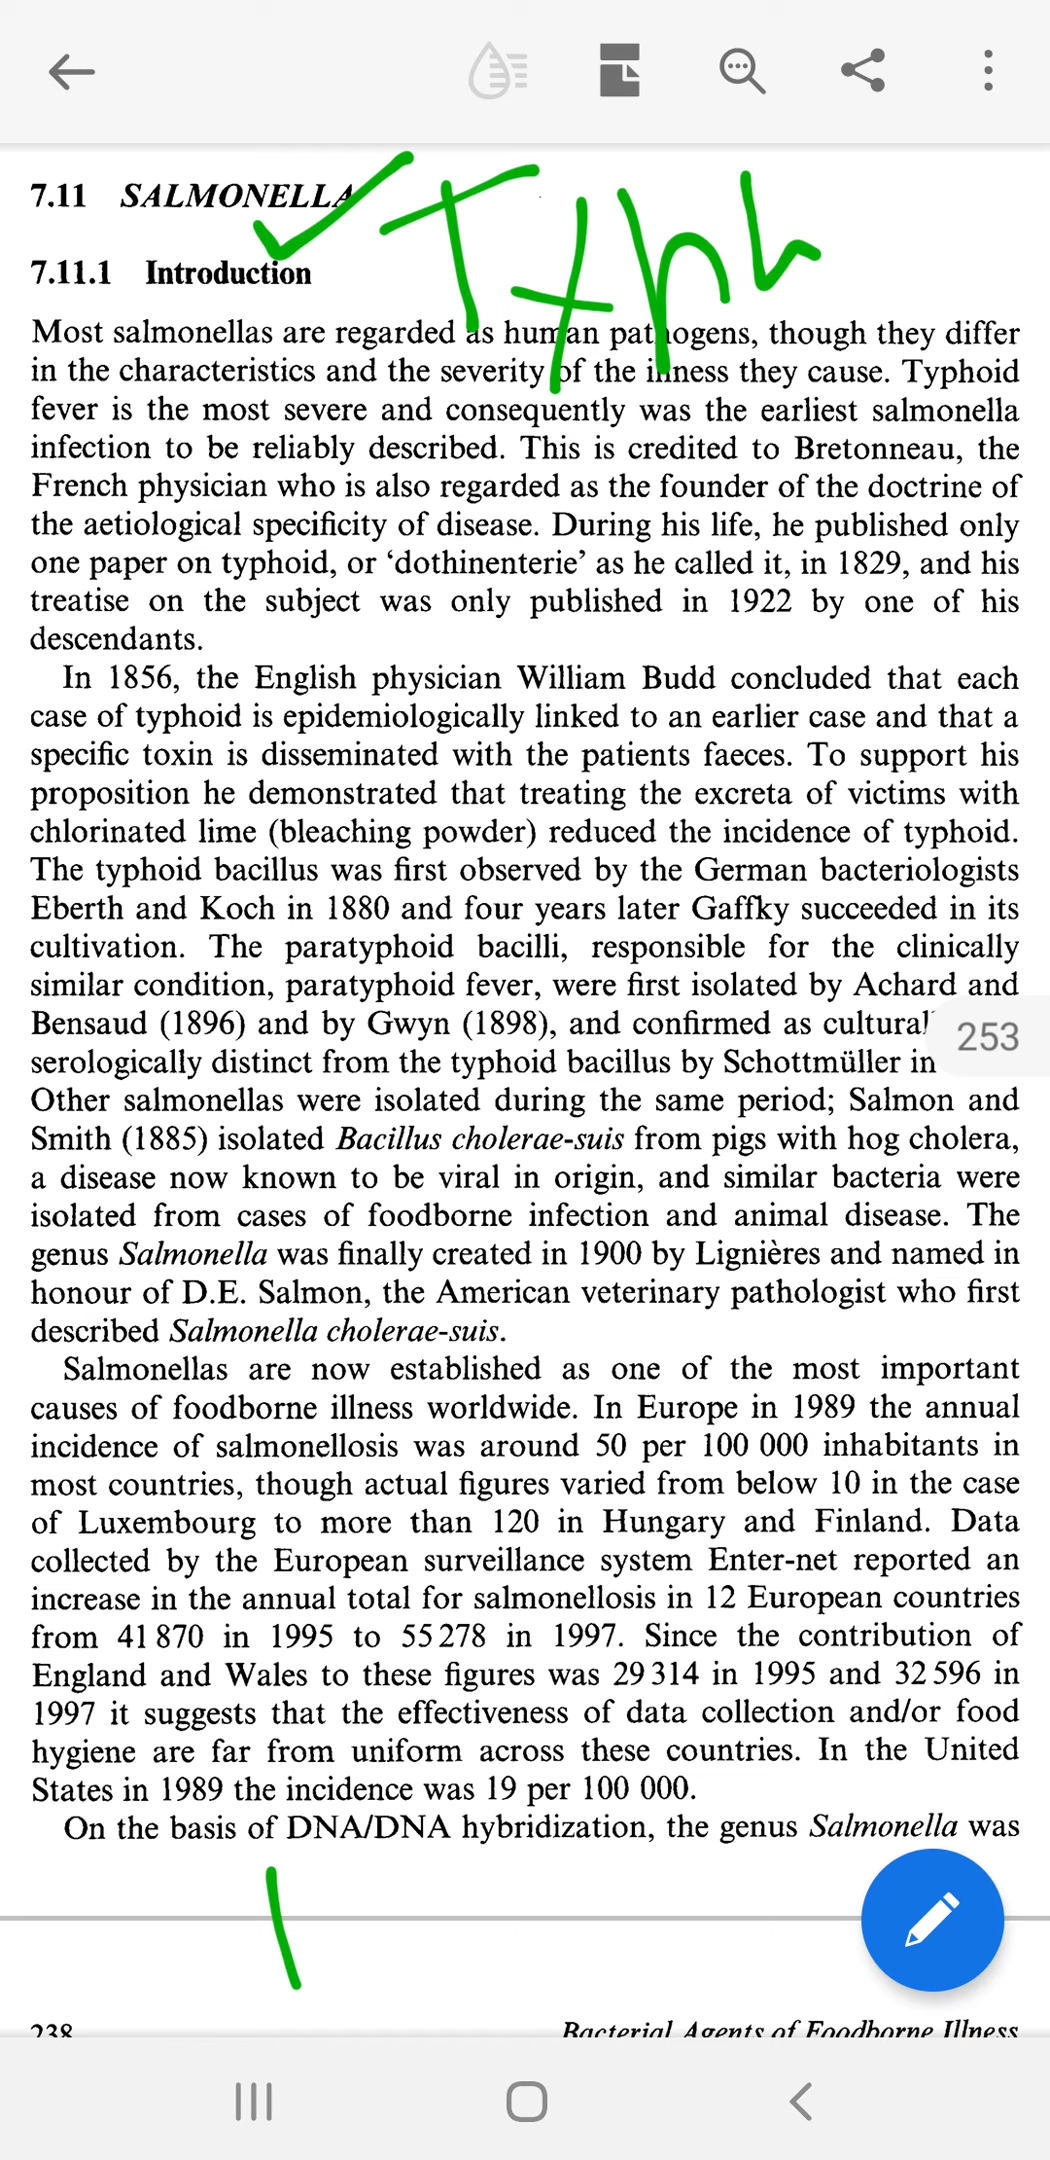 7.11 SALMONELLA
Typh
7.11.1 Introduction
Most salmonellas are regarded as human pathogens, though they differ
in the characteristics and the severity of the illness they cause. Typhoid
fever is the most severe and consequently was the earliest salmonella
infection to be reliably described. This is credited to Bretonneau, the
French physician who is also regarded as the founder of the doctrine of
the aetiological specificity of disease. During his life, he published only
one paper on typhoid, or ‘dothinenterie’ as he called it, in 1829, and his
treatise on the subject was only published in 1922 by one of his
descendants.
In 1856, the English physician William Budd concluded that each
case of typhoid is epidemiologically linked to an earlier case and that a
specific toxin is disseminated with the patients faeces. To support his
proposition he demonstrated that treating the excreta of victims with
chlorinated lime (bleaching powder) reduced the incidence of typhoid.
The typhoid bacillus was first observed by the German bacteriologists
Eberth and Koch in 1880 and four years later Gaffky succeeded in its
cultivation. The paratyphoid bacilli, responsible for the clinically
similar condition, paratyphoid fever, were first isolated by Achard and
Bensaud (1896) and by Gwyn (1898), and confirmed as cultural
253
serologically distinct from the typhoid bacillus by Schottmüller in
Other salmonellas were isolated during the same period; Salmon and
Smith (1885) isolated Bacillus cholerae-suis from pigs with hog cholera,
a disease now known to be viral in origin, and similar bacteria were
isolated from cases of foodborne infection and animal disease. The
genus Salmonella was finally created in 1900 by Lignières and named in
honour of D.E. Salmon, the American veterinary pathologist who first
described Salmonella cholerae-suis.
Salmonellas are now established as one of the most important
causes of foodborne illness worldwide. In Europe in 1989 the annual
incidence of salmonellosis was around 50 per 100 000 inhabitants in
most countries, though actual figures varied from below 10 in the case
of Luxembourg to more than 120 in Hungary and Finland. Data
collected by the European surveillance system Enter-net reported an
increase in the annual total for salmonellosis in 12 European countries
from 41 870 in 1995 to 55 278 in 1997. Since the contribution of
England and Wales to these figures was 29 314 in 1995 and 32 596 in
1997 it suggests that the effectiveness of data collection and/or food
hygiene are far from uniform across these countries. In the United
States in 1989 the incidence was 19 per 100 000.
On the basis of DNA/DNA hybridization, the genus Salmonella was
238 Bacterial Agents of Foodborne Illness